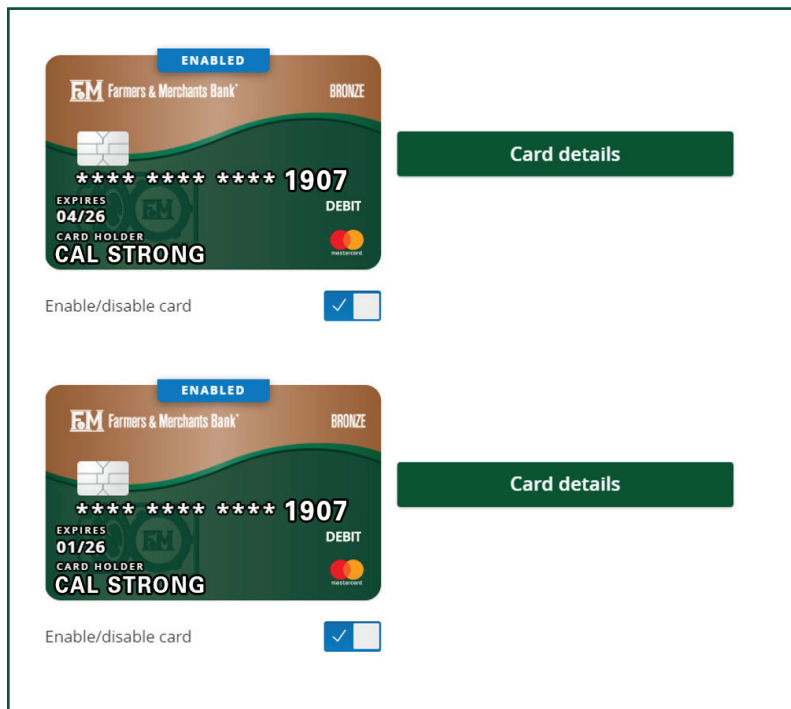 ENABLED
F&M Farmers & Merchants Bank
BRONZE
Card details
**** **** **** 1907
EXPIRES
04/26
DEBIT
CARD HOLDER
CAL STRONG
mastercard
Enable/disable card
ENABLED
F&M Farmers & Merchants Bank
BRONZE
Card details
**** **** **** 1907
EXPIRES
01/26
DEBIT
CARD HOLDER
CAL STRONG
mastercard
Enable/disable card